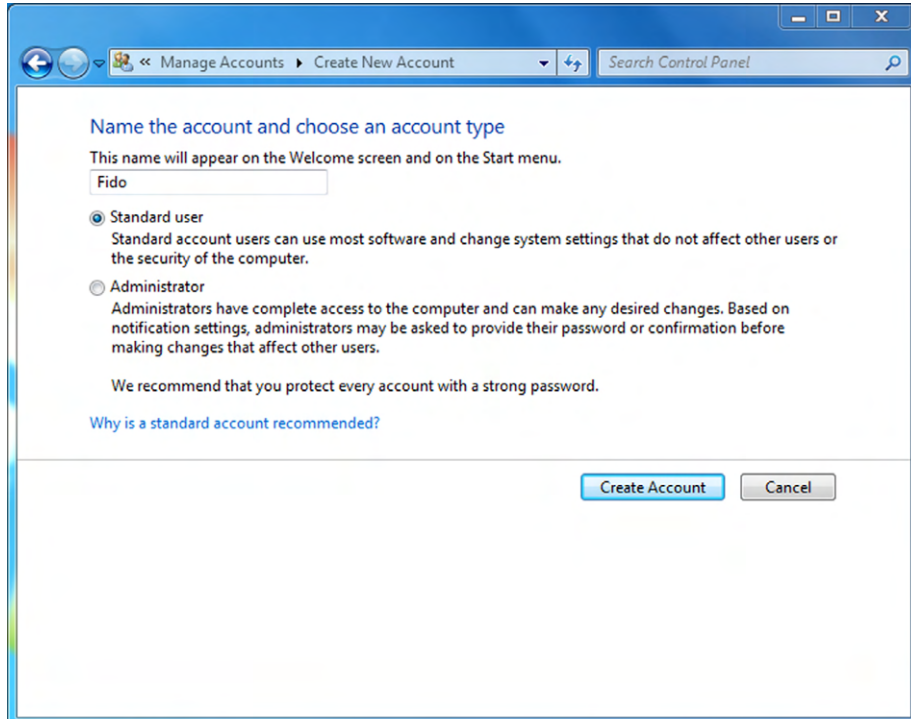 « Manage Accounts ▸ Create New Account
Search Control Panel
Name the account and choose an account type
This name will appear on the Welcome screen and on the Start menu.
Fido
Standard user
Standard account users can use most software and change system settings that do not affect other users or
the security of the computer.
Administrator
Administrators have complete access to the computer and can make any desired changes. Based on
notification settings, administrators may be asked to provide their password or confirmation before
making changes that affect other users.
We recommend that you protect every account with a strong password.
Why is a standard account recommended?
Create Account
Cancel